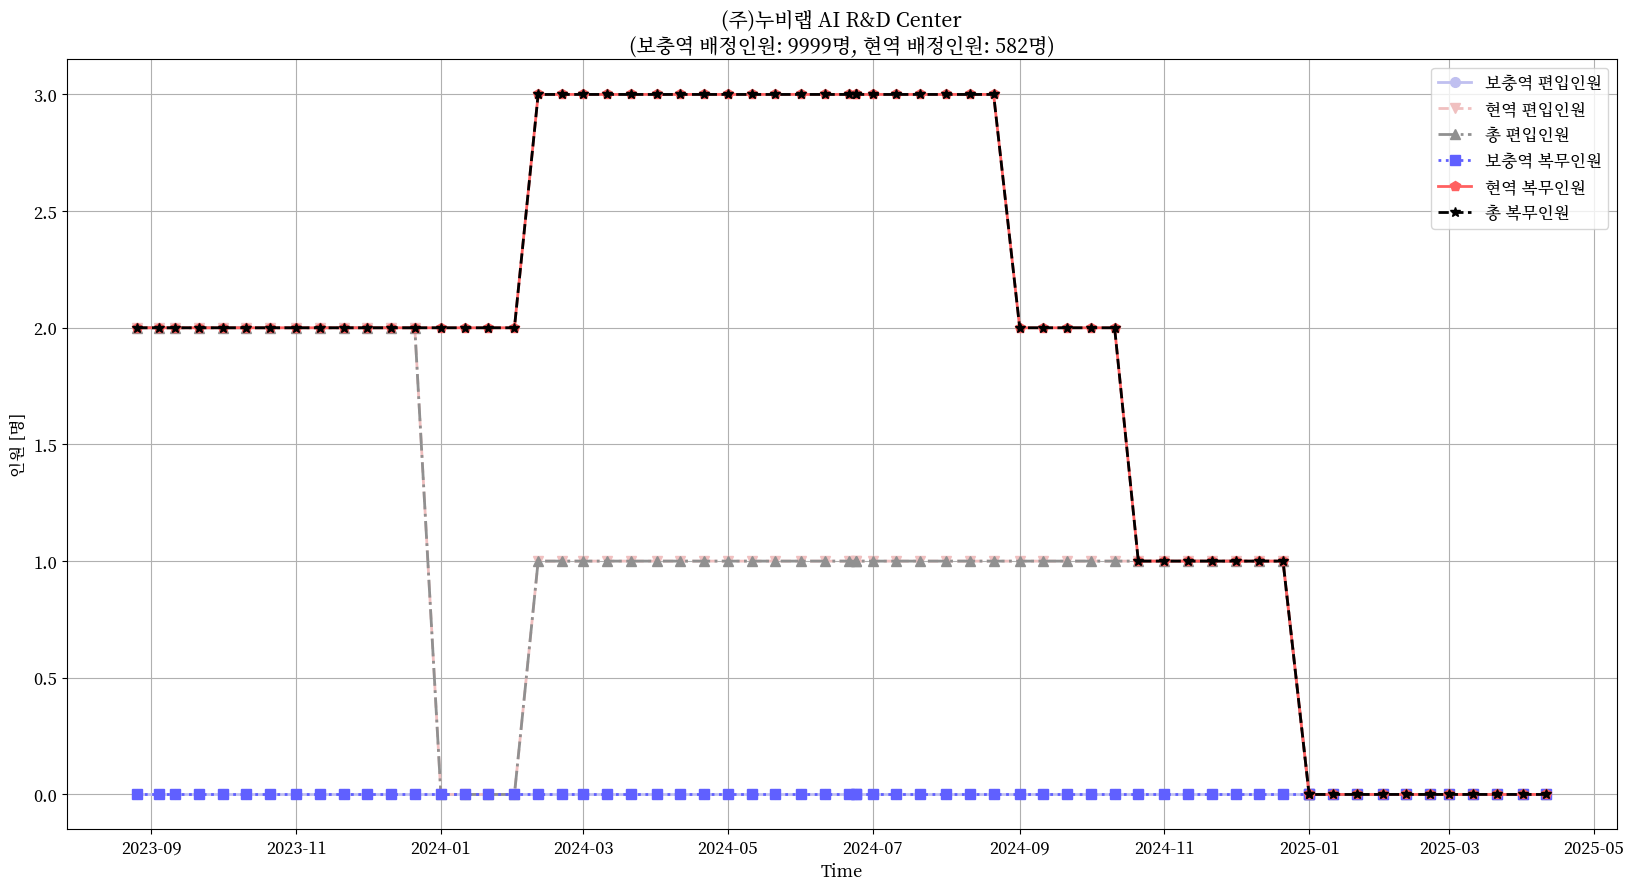 (주)누비랩 AI R&D Center
(보충역 배정인원: 9999명, 현역 배정인원: 582명)
보충역 편입인원
현역 편입인원
총 편입인원
보충역 복무인원
현역 복무인원
총 복무인원
인원 [명]
3.0
2.5
2.0
1.5
1.0
0.5
0.0
2023-09 2023-11 2024-01 2024-03 2024-05 2024-07 2024-09 2024-11 2025-01 2025-03 2025-05
Time